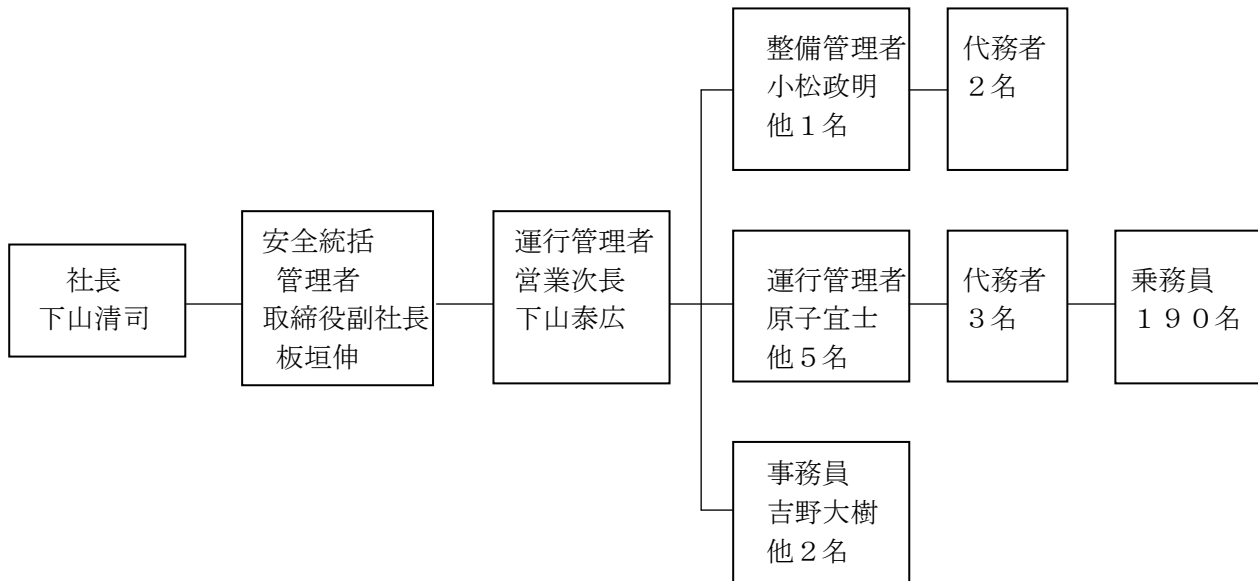 社長
下山清司
安全統括
管理者
取締役副社長
板垣伸
運行管理者
営業次長
下山泰広
整備管理者
小松政明
他１名
代務者
２名
運行管理者
原子宜士
他５名
代務者
３名
乗務員
１９０名
事務員
吉野大樹
他２名